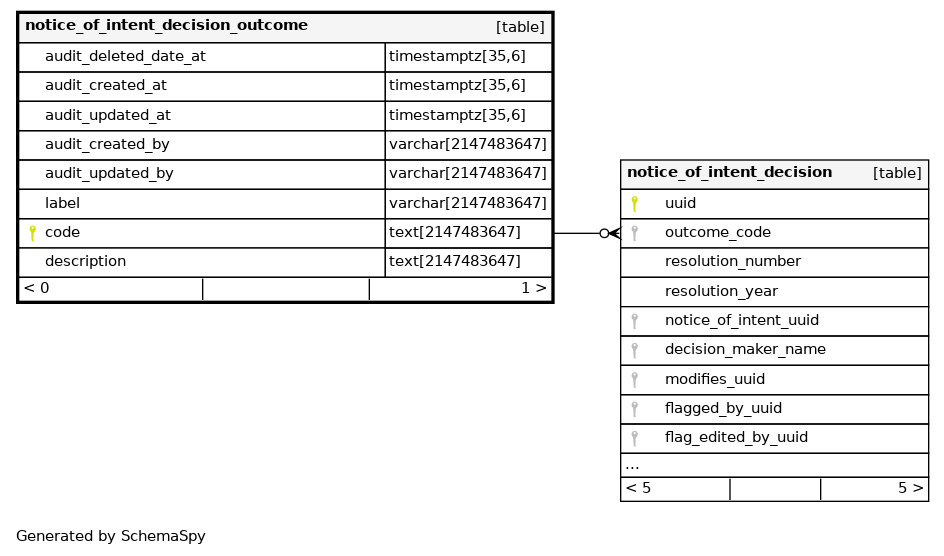 notice_of_intent_decision_outcome [table]
audit_deleted_date_at timestamptz[35,6]
audit_created_at timestamptz[35,6]
audit_updated_at timestamptz[35,6]
audit_created_by varchar[2147483647]
audit_updated_by varchar[2147483647]
label varchar[2147483647]
code text[2147483647]
description text[2147483647]
< 0 1 >
notice_of_intent_decision [table]
uuid
outcome_code
resolution_number
resolution_year
notice_of_intent_uuid
decision_maker_name
modifies_uuid
flagged_by_uuid
flag_edited_by_uuid
...
< 5 5 >
Generated by SchemaSpy